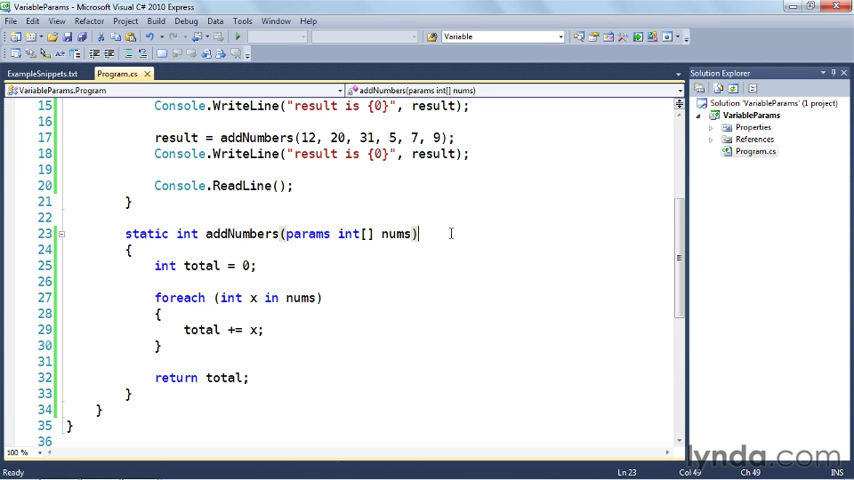 VariableParams - Microsoft Visual C# 2010 Express
File Edit View Refactor Project Build Debug Data Tools Window Help
Variable
ExampleSnippets.txt Program.cs
VariableParams.Program addNumbers(params int[] nums)
15 Console.WriteLine("result is {0}", result);
16
17 result = addNumbers(12, 20, 31, 5, 7, 9);
18 Console.WriteLine("result is {0}", result);
19
20 Console.ReadLine();
21 }
22
23 static int addNumbers(params int[] nums)
24 {
25 int total = 0;
26
27 foreach (int x in nums)
28 {
29 total += x;
30 }
31
32 return total;
33 }
34 }
35 }
36
100 %
Solution Explorer
Solution 'VariableParams' (1 project)
VariableParams
Properties
References
Program.cs
lynda.com
Ready Ln 23 Col 49 Ch 49 INS